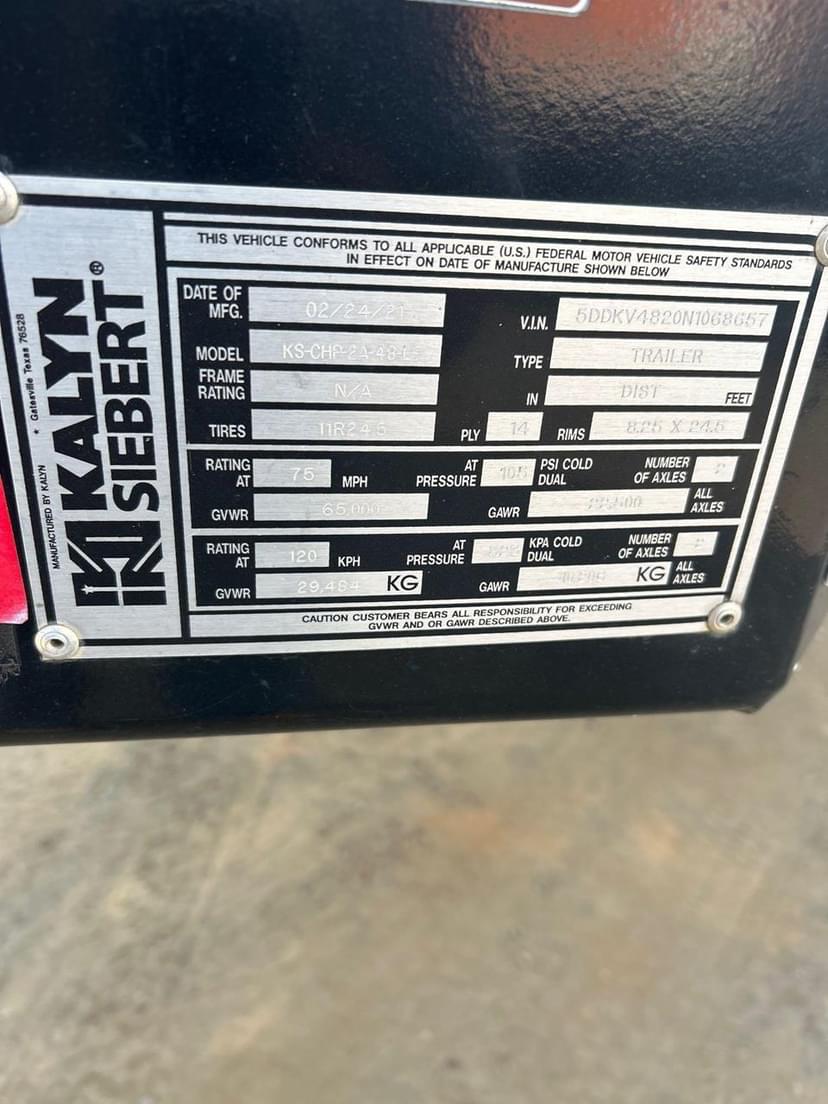 THIS VEHICLE CONFORMS TO ALL APPLICABLE (U.S.) FEDERAL MOTOR VEHICLE SAFETY STANDARDS
IN EFFECT ON DATE OF MANUFACTURE SHOWN BELOW
MANUFACTURED BY KALYN * Gatesville Texas 76528
KALYN
SIEBERT®
DATE OF MFG. 02/24/21 V.I.N. 5DDKV4820N1068657
MODEL TYPE TRAILER
FRAME RATING N/A IN DIST FEET
TIRES 11R24.5 PLY 14 RIMS 8.25 X 24.5
RATING AT 75 MPH AT PRESSURE 105 PSI COLD DUAL NUMBER OF AXLES
GVWR 65,000 GAWR ALL AXLES
RATING AT 120 KPH AT PRESSURE KPA COLD DUAL NUMBER OF AXLES
GVWR 29,484 KG GAWR KG ALL AXLES
CAUTION CUSTOMER BEARS ALL RESPONSIBILITY FOR EXCEEDING
GVWR AND OR GAWR DESCRIBED ABOVE.